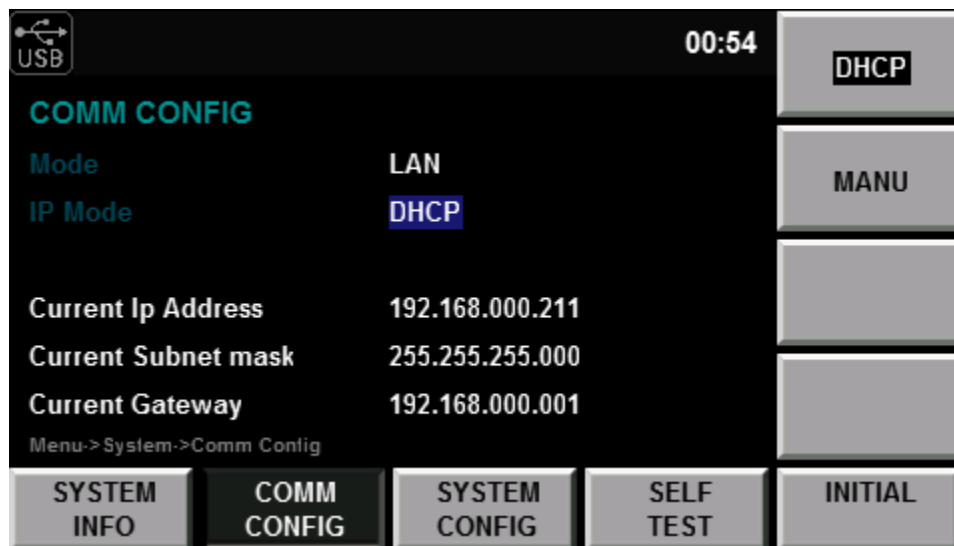 USB
00:54
DHCP
COMM CONFIG
Mode LAN
MANU
IP Mode DHCP
Current Ip Address 192.168.000.211
Current Subnet mask 255.255.255.000
Current Gateway 192.168.000.001
Menu->System->Comm Config
SYSTEM INFO
COMM CONFIG
SYSTEM CONFIG
SELF TEST
INITIAL